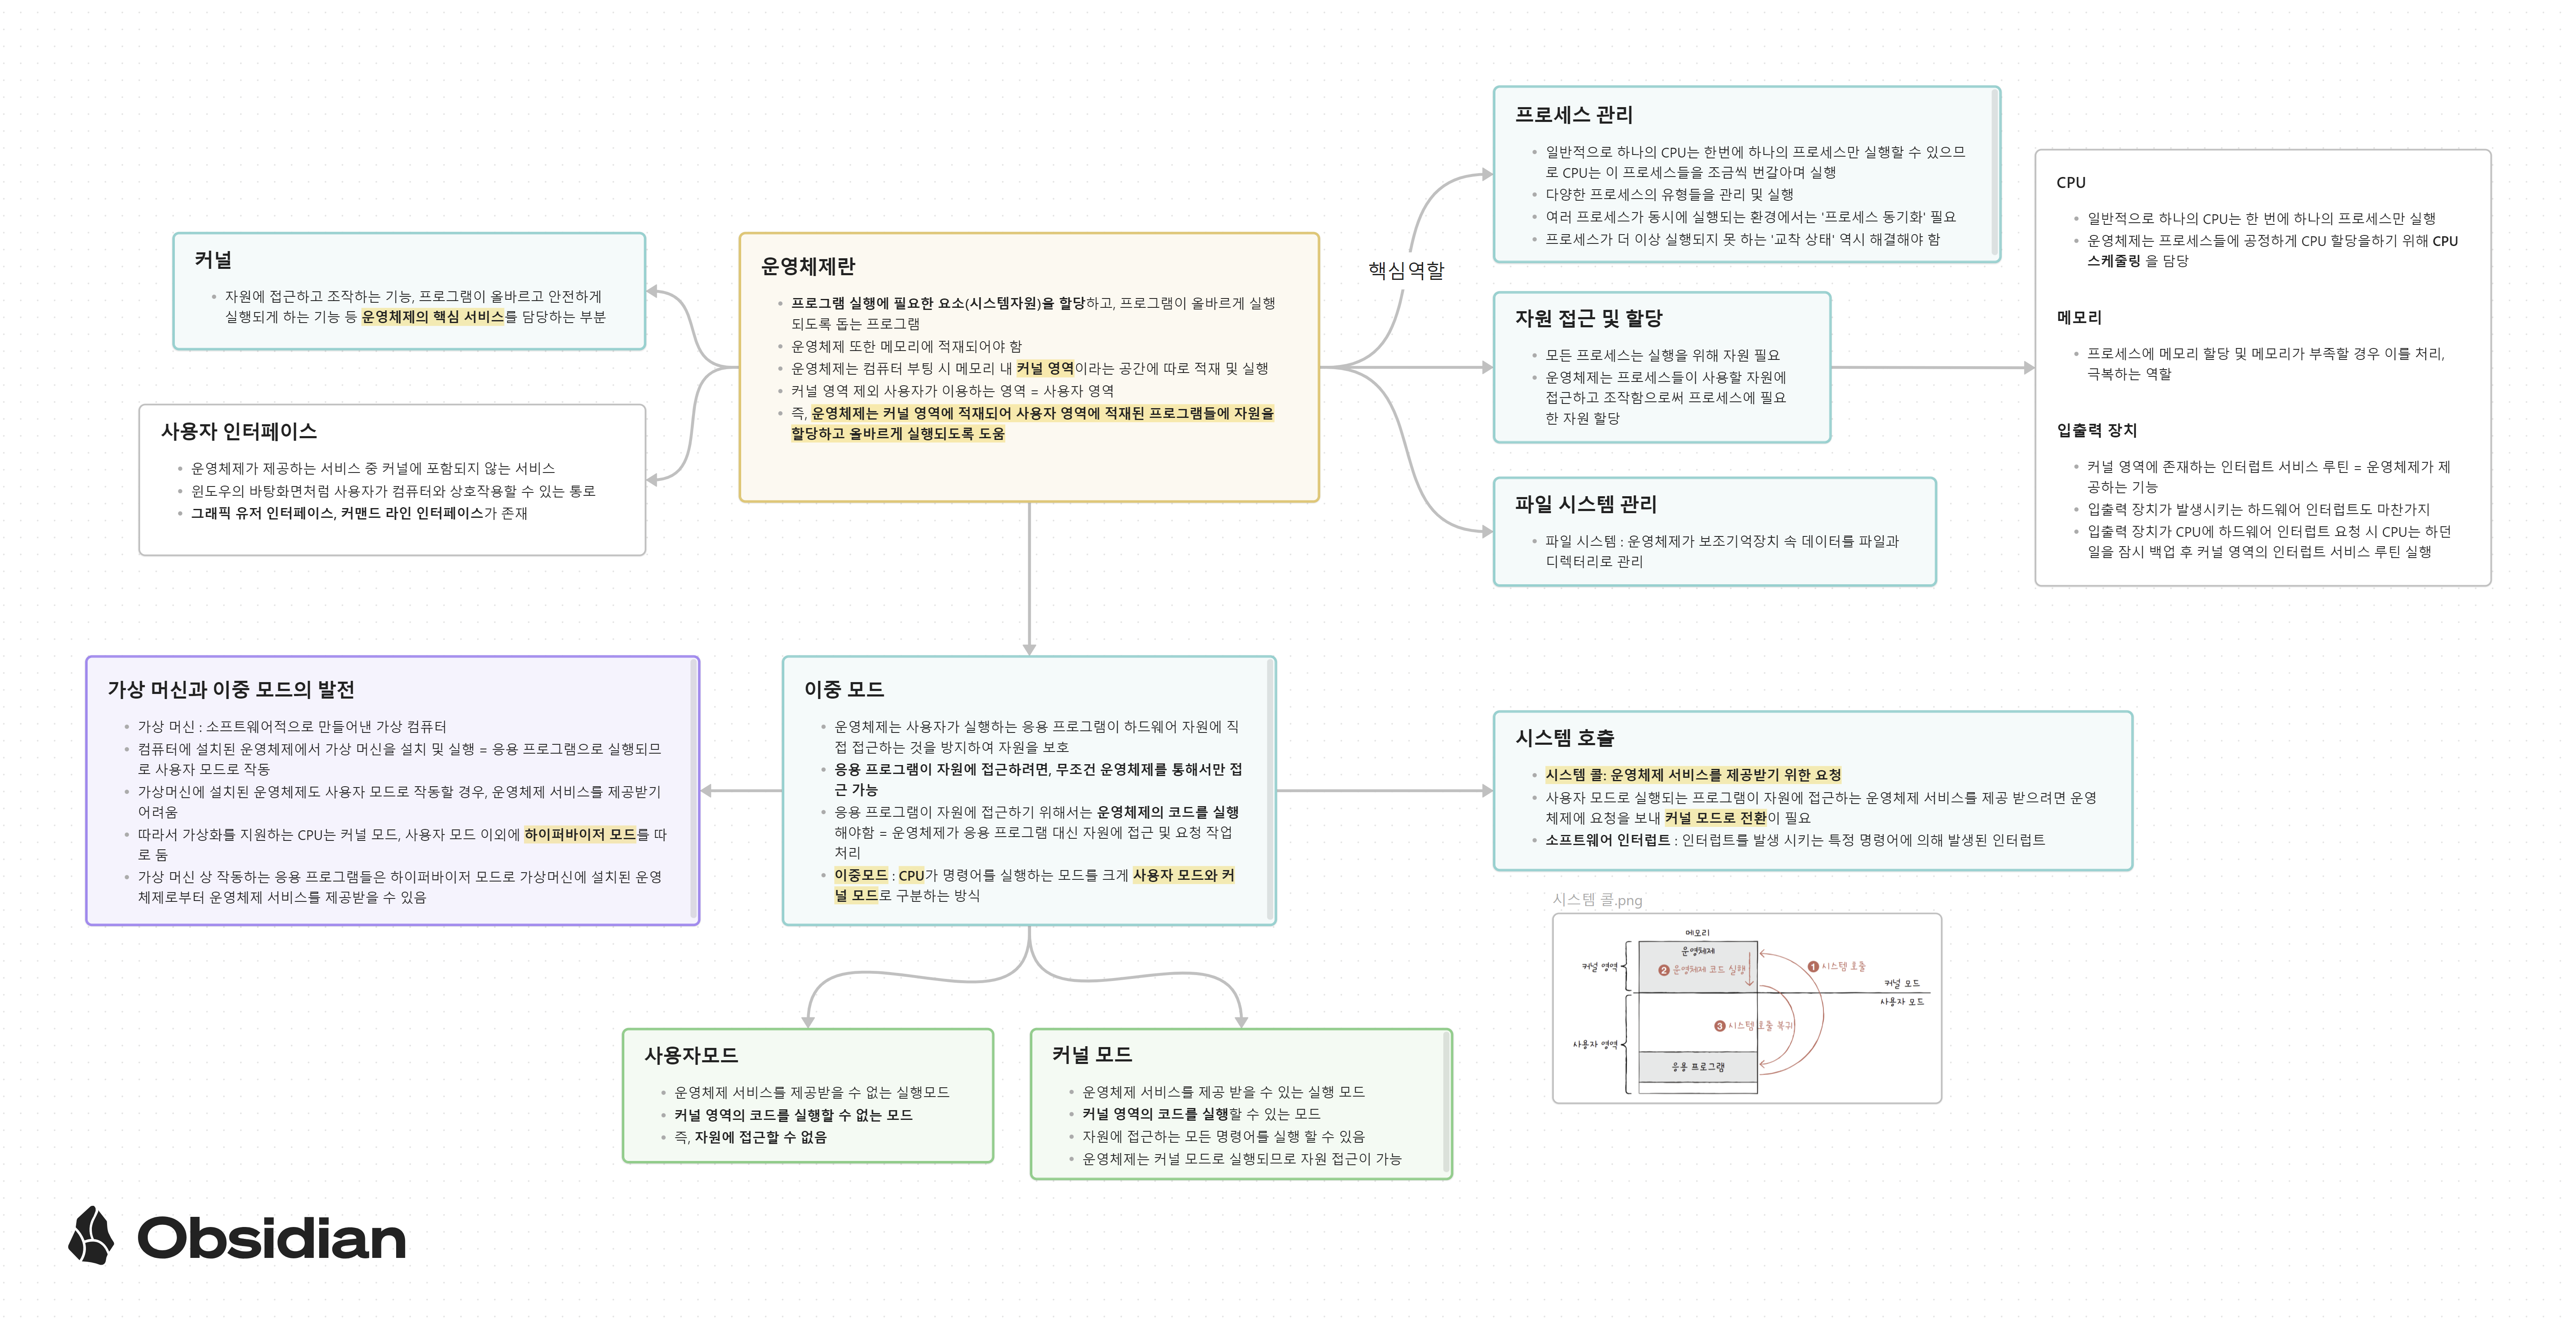 커널
자원에 접근하고 조작하는 기능, 프로그램이 올바르고 안전하게
실행되게 하는 기능 등 운영체제의 핵심 서비스를 담당하는 부분
사용자 인터페이스
운영체제가 제공하는 서비스 중 커널에 포함되지 않는 서비스
윈도우의 바탕화면처럼 사용자가 컴퓨터와 상호작용할 수 있는 통로
그래픽 유저 인터페이스, 커맨드 라인 인터페이스가 존재
운영체제란
프로그램 실행에 필요한 요소(시스템자원)을 할당하고, 프로그램이 올바르게 실행
되도록 돕는 프로그램
운영체제 또한 메모리에 적재되어야 함
운영체제는 컴퓨터 부팅 시 메모리 내 커널 영역이라는 공간에 따로 적재 및 실행
커널 영역 제외 사용자가 이용하는 영역 = 사용자 영역
즉, 운영체제는 커널 영역에 적재되어 사용자 영역에 적재된 프로그램들에 자원을
할당하고 올바르게 실행되도록 도움
핵심역할
프로세스 관리
일반적으로 하나의 CPU는 한번에 하나의 프로세스만 실행할 수 있으므
로 CPU는 이 프로세스들을 조금씩 번갈아며 실행
다양한 프로세스의 유형들을 관리 및 실행
여러 프로세스가 동시에 실행되는 환경에서는 '프로세스 동기화' 필요
프로세스가 더 이상 실행되지 못 하는 '교착 상태' 역시 해결해야 함
자원 접근 및 할당
모든 프로세스는 실행을 위해 자원 필요
운영체제는 프로세스들이 사용할 자원에
접근하고 조작함으로써 프로세스에 필요
한 자원 할당
파일 시스템 관리
파일 시스템 : 운영체제가 보조기억장치 속 데이터를 파일과
디렉터리로 관리
CPU
일반적으로 하나의 CPU는 한 번에 하나의 프로세스만 실행
운영체제는 프로세스들에 공정하게 CPU 할당을하기 위해 CPU
스케줄링 을 담당
메모리
프로세스에 메모리 할당 및 메모리가 부족할 경우 이를 처리,
극복하는 역할
입출력 장치
커널 영역에 존재하는 인터럽트 서비스 루틴 = 운영체제가 제
공하는 기능
입출력 장치가 발생시키는 하드웨어 인터럽트도 마찬가지
입출력 장치가 CPU에 하드웨어 인터럽트 요청 시 CPU는 하던
일을 잠시 백업 후 커널 영역의 인터럽트 서비스 루틴 실행
가상 머신과 이중 모드의 발전
가상 머신 : 소프트웨어적으로 만들어낸 가상 컴퓨터
컴퓨터에 설치된 운영체제에서 가상 머신을 설치 및 실행 = 응용 프로그램으로 실행되므
로 사용자 모드로 작동
가상머신에 설치된 운영체제도 사용자 모드로 작동할 경우, 운영체제 서비스를 제공받기
어려움
따라서 가상화를 지원하는 CPU는 커널 모드, 사용자 모드 이외에 하이퍼바이저 모드를 따
로 둠
가상 머신 상 작동하는 응용 프로그램들은 하이퍼바이저 모드로 가상머신에 설치된 운영
체제로부터 운영체제 서비스를 제공받을 수 있음
이중 모드
운영체제는 사용자가 실행하는 응용 프로그램이 하드웨어 자원에 직
접 접근하는 것을 방지하여 자원을 보호
응용 프로그램이 자원에 접근하려면, 무조건 운영체제를 통해서만 접
근 가능
응용 프로그램이 자원에 접근하기 위해서는 운영체제의 코드를 실행
해야함 = 운영체제가 응용 프로그램 대신 자원에 접근 및 요청 작업
처리
이중모드 : CPU가 명령어를 실행하는 모드를 크게 사용자 모드와 커
널 모드로 구분하는 방식
시스템 호출
시스템 콜: 운영체제 서비스를 제공받기 위한 요청
사용자 모드로 실행되는 프로그램이 자원에 접근하는 운영체제 서비스를 제공 받으려면 운영
체제에 요청을 보내 커널 모드로 전환이 필요
소프트웨어 인터럽트 : 인터럽트를 발생 시키는 특정 명령어에 의해 발생된 인터럽트
시스템 콜.png
메모리
운영체제
커널 영역
2 운영체제 코드 실행
1 시스템 호출
커널 모드
사용자 모드
3 시스템 호출 복귀
사용자 영역
응용 프로그램
사용자모드
운영체제 서비스를 제공받을 수 없는 실행모드
커널 영역의 코드를 실행할 수 없는 모드
즉, 자원에 접근할 수 없음
커널 모드
운영체제 서비스를 제공 받을 수 있는 실행 모드
커널 영역의 코드를 실행할 수 있는 모드
자원에 접근하는 모든 명령어를 실행 할 수 있음
운영체제는 커널 모드로 실행되므로 자원 접근이 가능
Obsidian